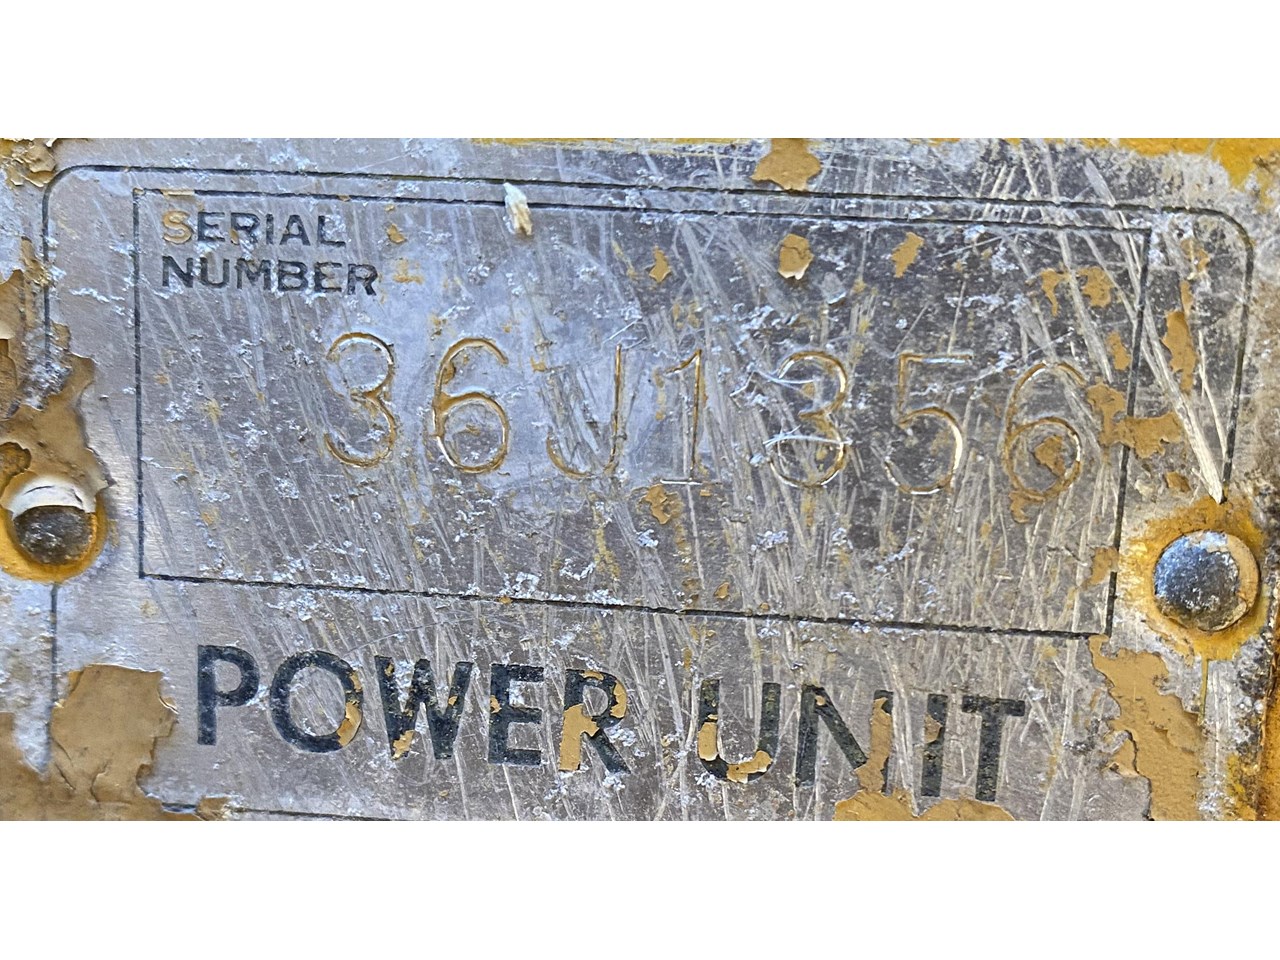 SERIAL
NUMBER
36J1356
POWER UNIT